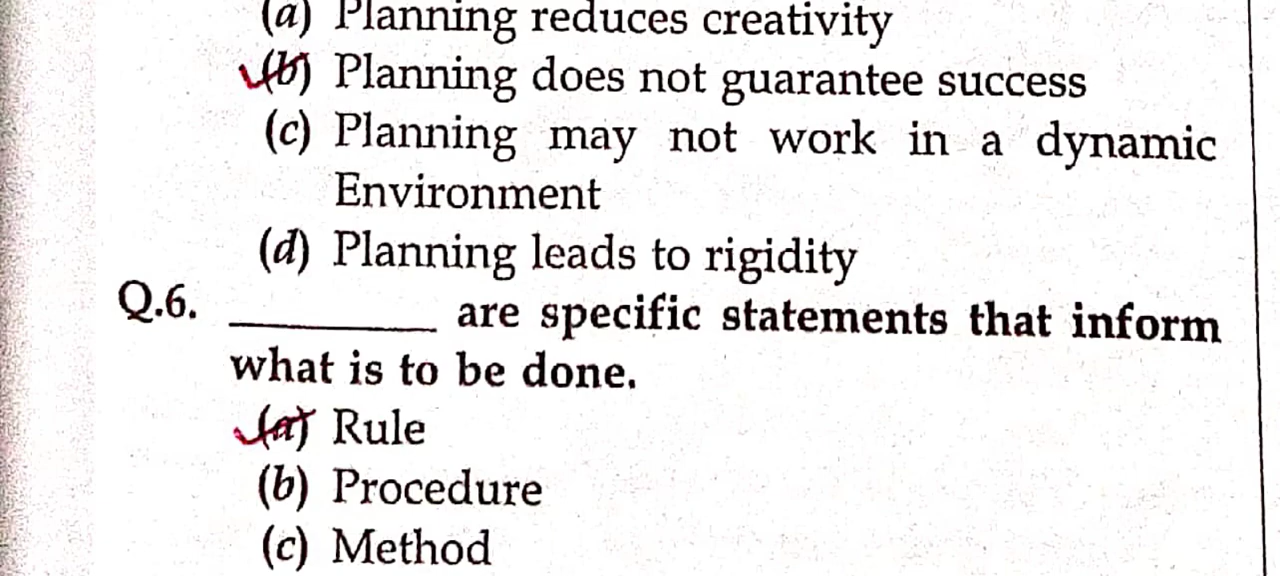 (a) Planning reduces creativity
(b) Planning does not guarantee success
(c) Planning may not work in a dynamic
Environment
(d) Planning leads to rigidity
Q.6. ________ are specific statements that inform
what is to be done.
(a) Rule
(b) Procedure
(c) Method